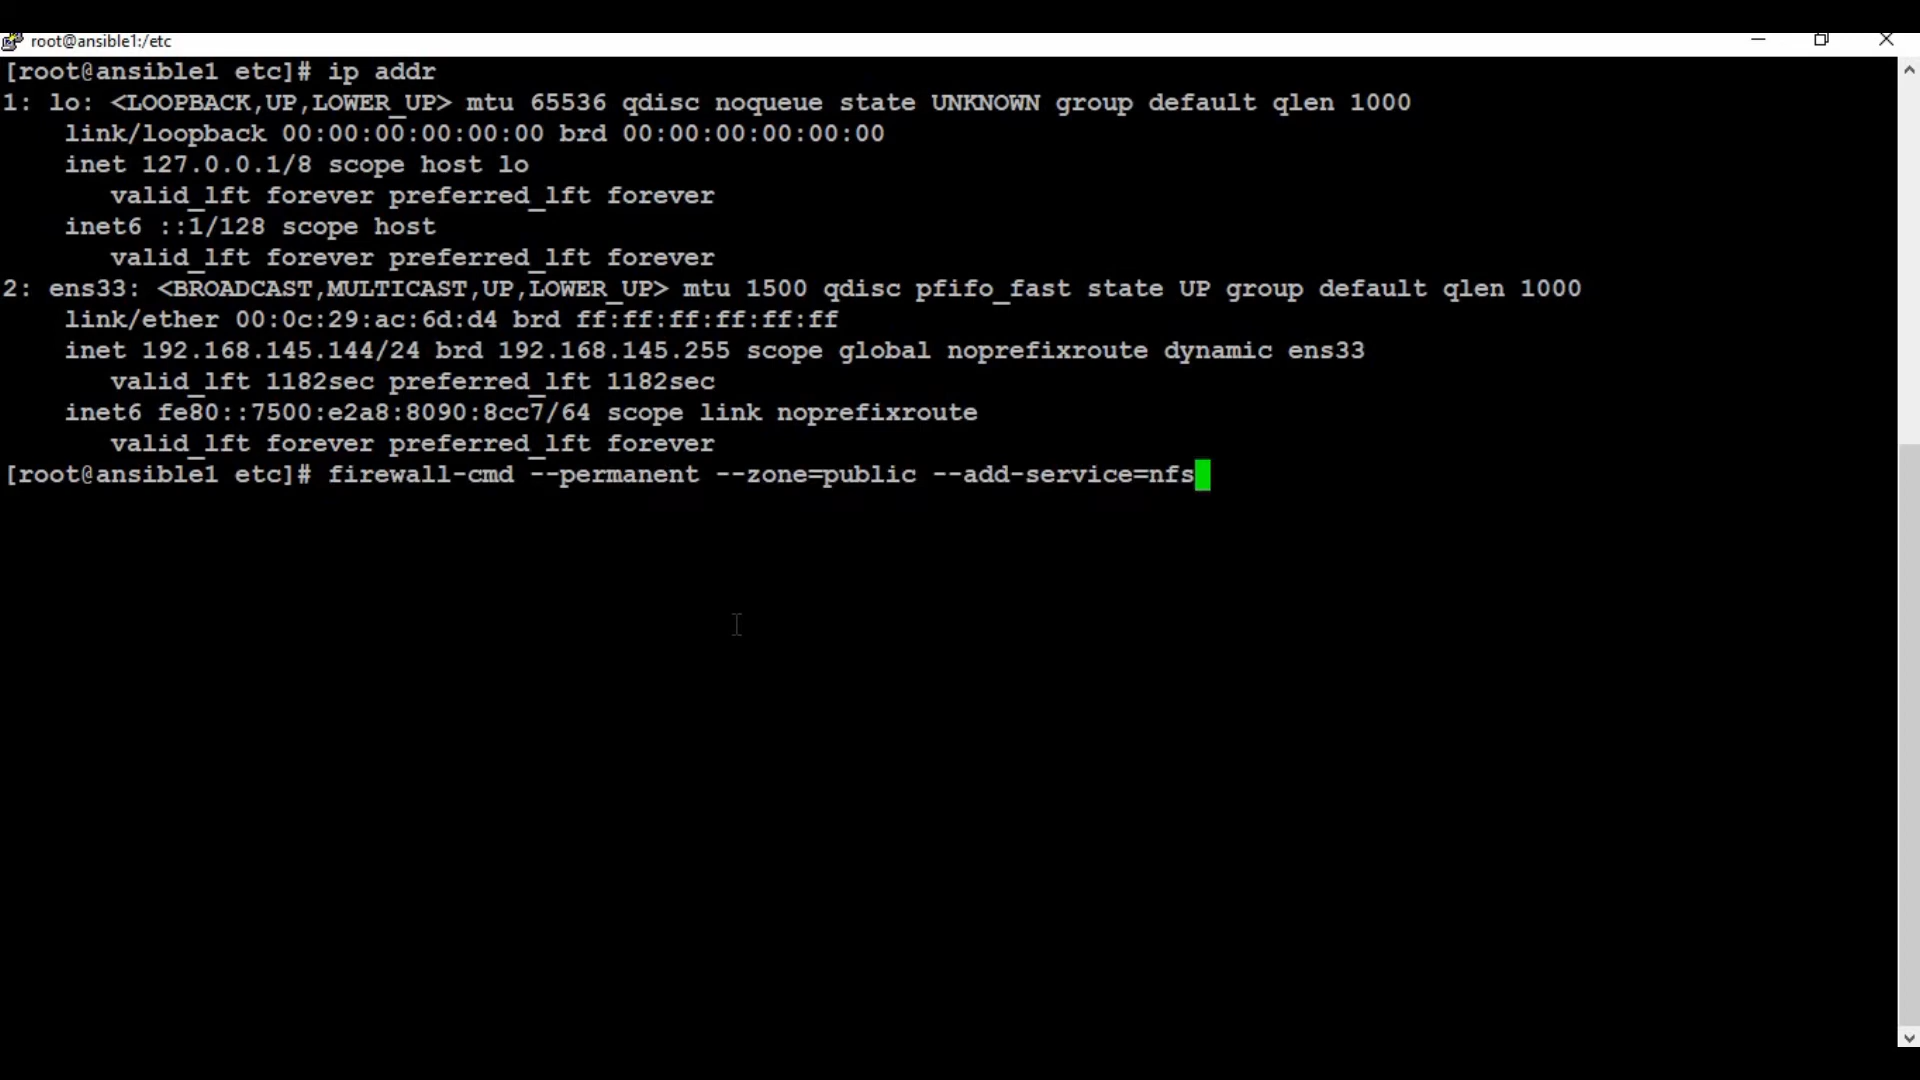 root@ansible1:/etc
[root@ansible1 etc]# ip addr
1: lo: <LOOPBACK,UP,LOWER_UP> mtu 65536 qdisc noqueue state UNKNOWN group default qlen 1000
    link/loopback 00:00:00:00:00:00 brd 00:00:00:00:00:00
    inet 127.0.0.1/8 scope host lo
       valid_lft forever preferred_lft forever
    inet6 ::1/128 scope host
       valid_lft forever preferred_lft forever
2: ens33: <BROADCAST,MULTICAST,UP,LOWER_UP> mtu 1500 qdisc pfifo_fast state UP group default qlen 1000
    link/ether 00:0c:29:ac:6d:d4 brd ff:ff:ff:ff:ff:ff
    inet 192.168.145.144/24 brd 192.168.145.255 scope global noprefixroute dynamic ens33
       valid_lft 1182sec preferred_lft 1182sec
    inet6 fe80::7500:e2a8:8090:8cc7/64 scope link noprefixroute
       valid_lft forever preferred_lft forever
[root@ansible1 etc]# firewall-cmd --permanent --zone=public --add-service=nfs